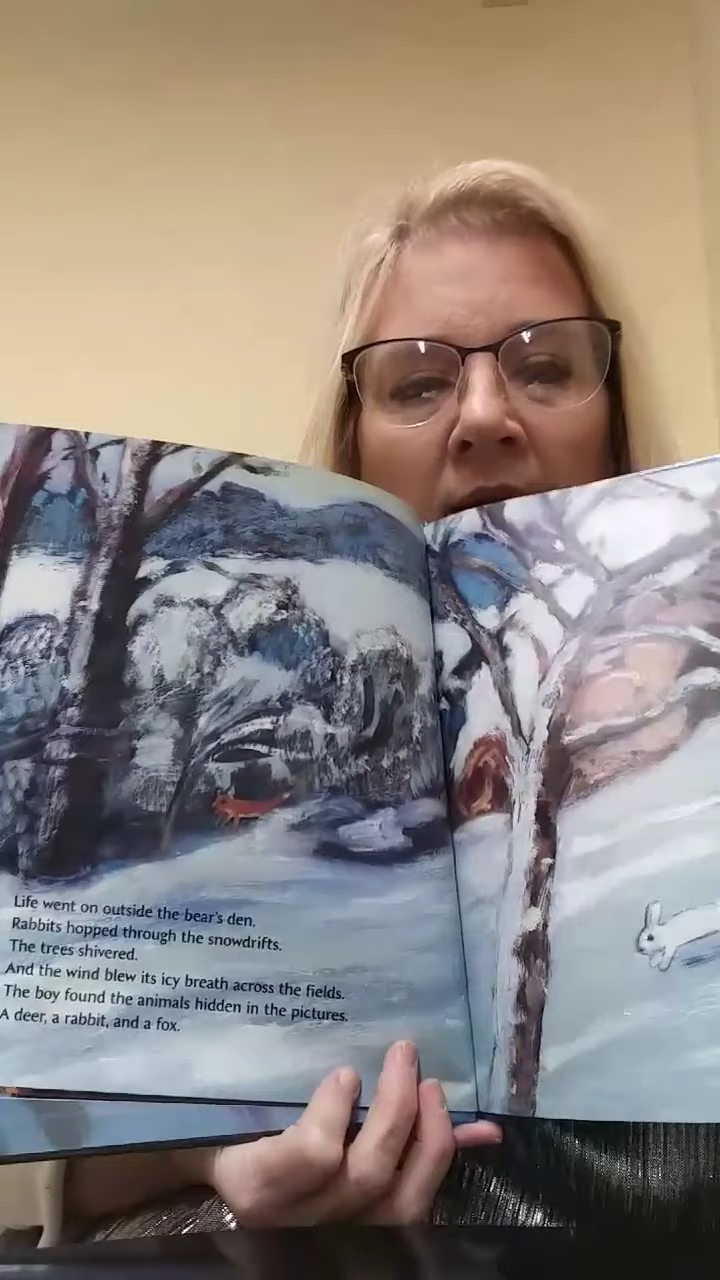 Life went on outside the bear's den.
Rabbits hopped through the snowdrifts.
The trees shivered.
And the wind blew its icy breath across the fields.
The boy found the animals hidden in the pictures.
A deer, a rabbit, and a fox.